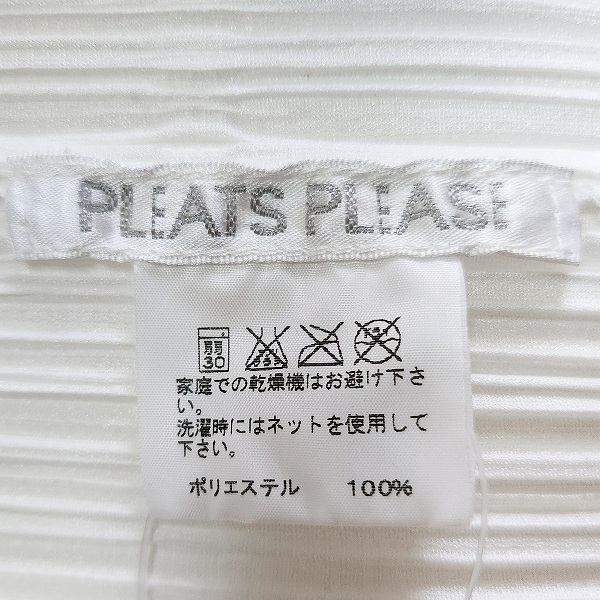 PLEATS PLEASE
弱 30
家庭での乾燥機はお避け下さ
い。
洗濯時にはネットを使用して
下さい。
ポリエステル 100%